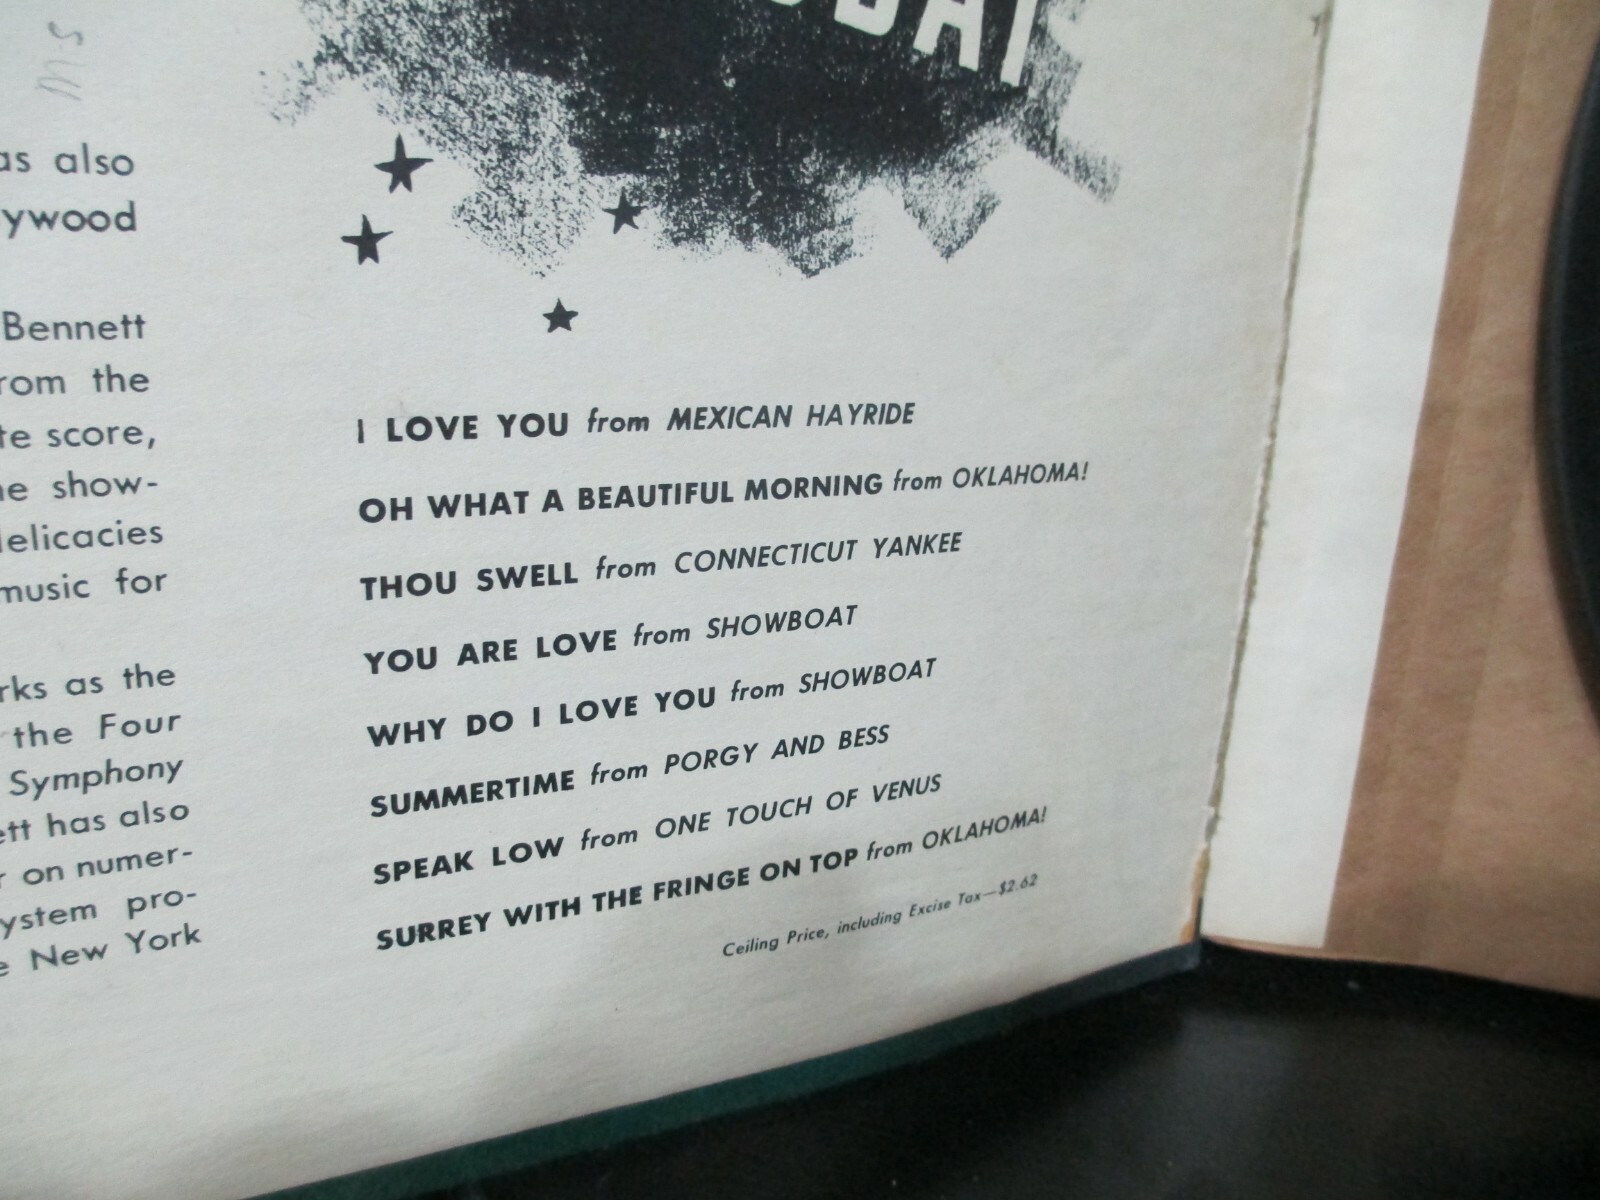 ms
as also
ywood
Bennett
rom the
te score,
he show-
delicacies
music for
rks as the
the Four
Symphony
ett has also
r on numer-
ystem pro-
e New York
I LOVE YOU from MEXICAN HAYRIDE
OH WHAT A BEAUTIFUL MORNING from OKLAHOMA!
THOU SWELL from CONNECTICUT YANKEE
YOU ARE LOVE from SHOWBOAT
WHY DO I LOVE YOU from SHOWBOAT
SUMMERTIME from PORGY AND BESS
SPEAK LOW from ONE TOUCH OF VENUS
SURREY WITH THE FRINGE ON TOP from OKLAHOMA!
Ceiling Price, including Excise Tax—$2.62